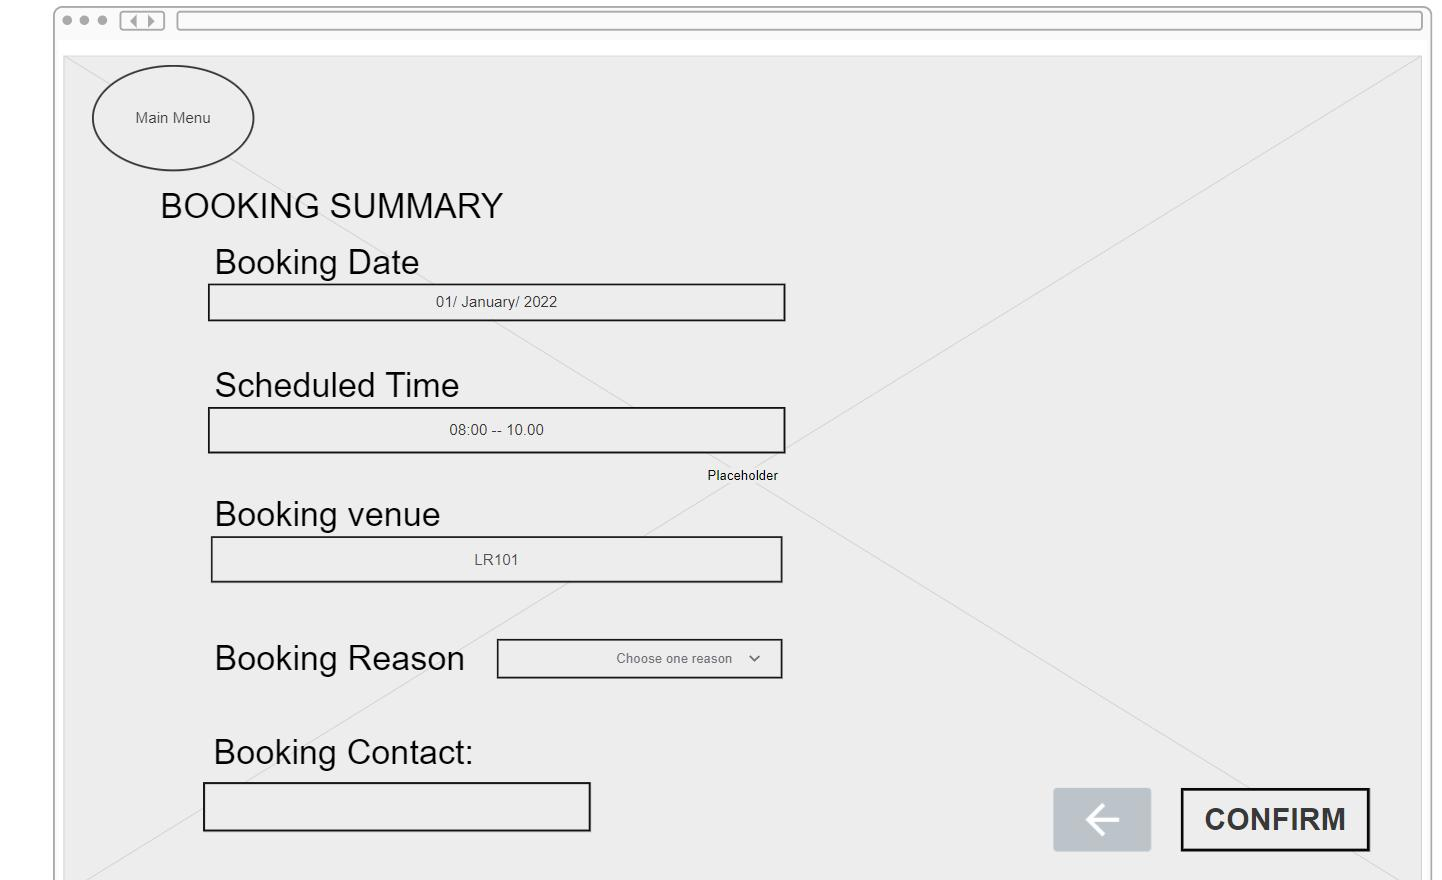 Main Menu
BOOKING SUMMARY
Booking Date
01/ January/ 2022
Scheduled Time
08:00 -- 10.00
Placeholder
Booking venue
LR101
Booking Reason
Choose one reason
Booking Contact:
CONFIRM